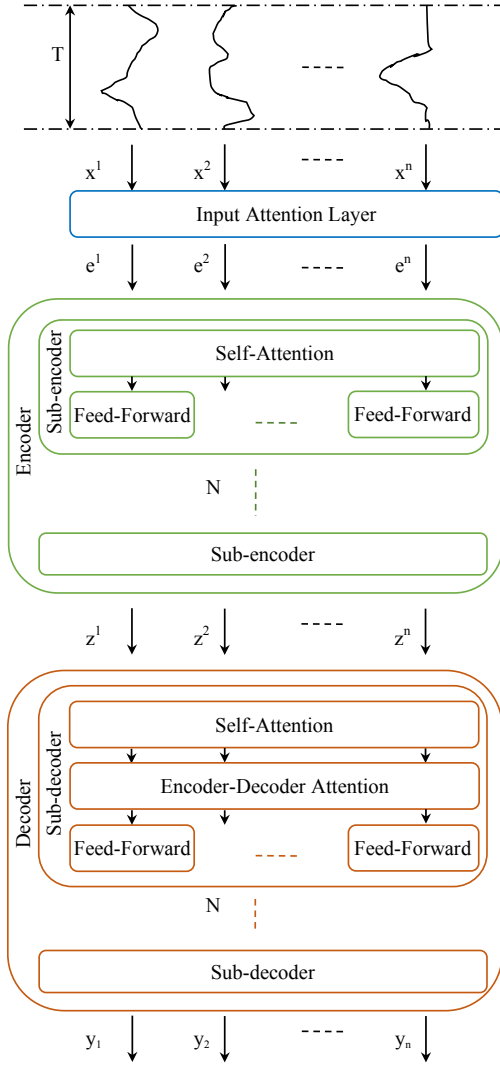 T
x¹ x² xⁿ
Input Attention Layer
e¹ e² eⁿ
Encoder
Sub-encoder
Self-Attention
Feed-Forward Feed-Forward
N
Sub-encoder
z¹ z² zⁿ
Decoder
Sub-decoder
Self-Attention
Encoder-Decoder Attention
Feed-Forward Feed-Forward
N
Sub-decoder
y₁ y₂ yₙ